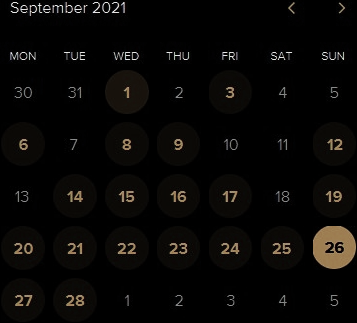 September 2021
MON TUE WED THU FRI SAT SUN
30 31 1 2 3 4 5
6 7 8 9 10 11 12
13 14 15 16 17 18 19
20 21 22 23 24 25 26
27 28 1 2 3 4 5